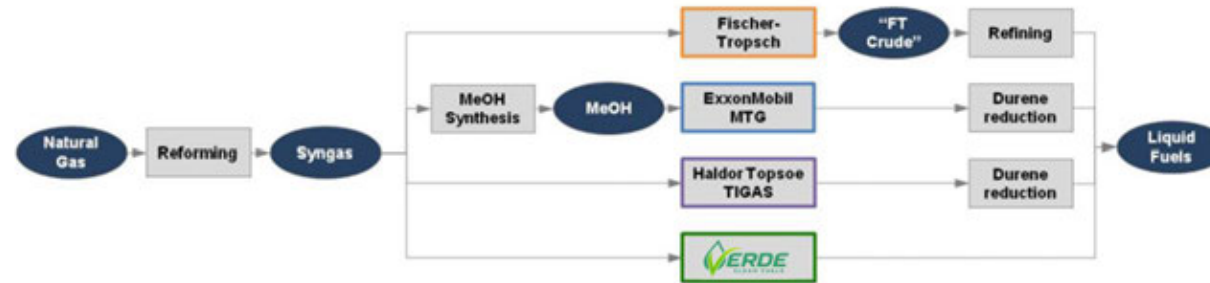 Fischer-
Tropsch
“FT
Crude”
Refining
MeOH
Synthesis
MeOH
ExxonMobil
MTG
Durene
reduction
Natural
Gas
Reforming
Syngas
Liquid
Fuels
Haldor Topsoe
TIGAS
Durene
reduction
VERDE
CLEAN FUELS